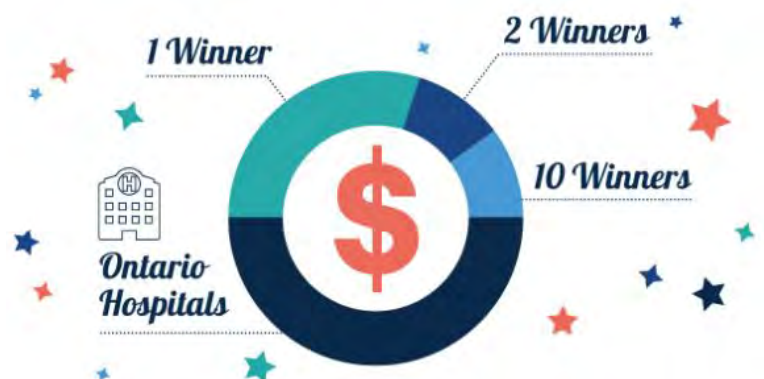 1 Winner
2 Winners
10 Winners
H
$
Ontario
Hospitals